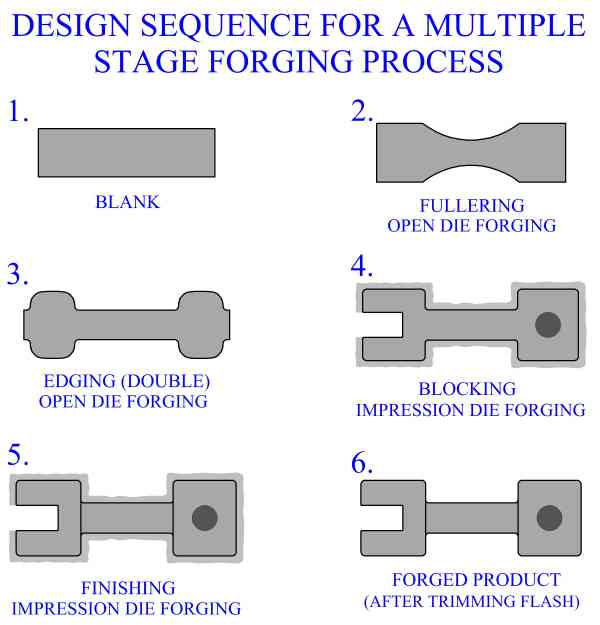 DESIGN SEQUENCE FOR A MULTIPLE
STAGE FORGING PROCESS
1.
BLANK
2.
FULLERING
OPEN DIE FORGING
3.
EDGING (DOUBLE)
OPEN DIE FORGING
4.
BLOCKING
IMPRESSION DIE FORGING
5.
FINISHING
IMPRESSION DIE FORGING
6.
FORGED PRODUCT
(AFTER TRIMMING FLASH)